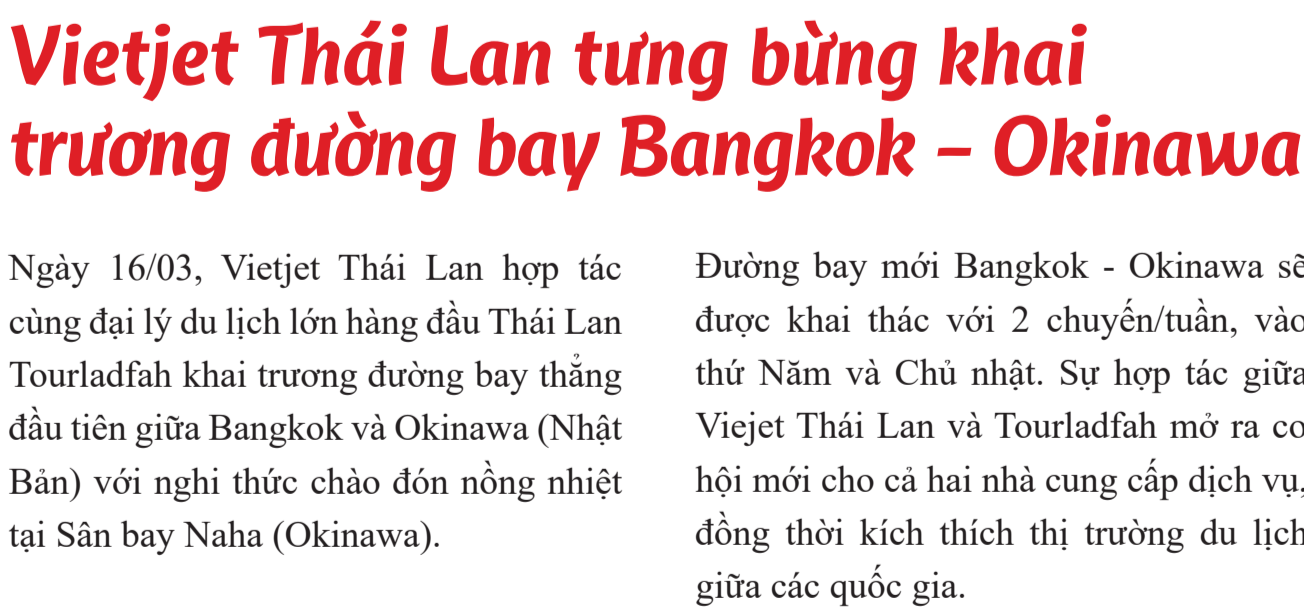 Vietjet Thái Lan tưng bừng khai
trương đường bay Bangkok – Okinawa
Ngày 16/03, Vietjet Thái Lan hợp tác
cùng đại lý du lịch lớn hàng đầu Thái Lan
Tourladfah khai trương đường bay thẳng
đầu tiên giữa Bangkok và Okinawa (Nhật
Bản) với nghi thức chào đón nồng nhiệt
tại Sân bay Naha (Okinawa).
Đường bay mới Bangkok - Okinawa sẽ
được khai thác với 2 chuyến/tuần, vào
thứ Năm và Chủ nhật. Sự hợp tác giữa
Viejet Thái Lan và Tourladfah mở ra cơ
hội mới cho cả hai nhà cung cấp dịch vụ,
đồng thời kích thích thị trường du lịch
giữa các quốc gia.